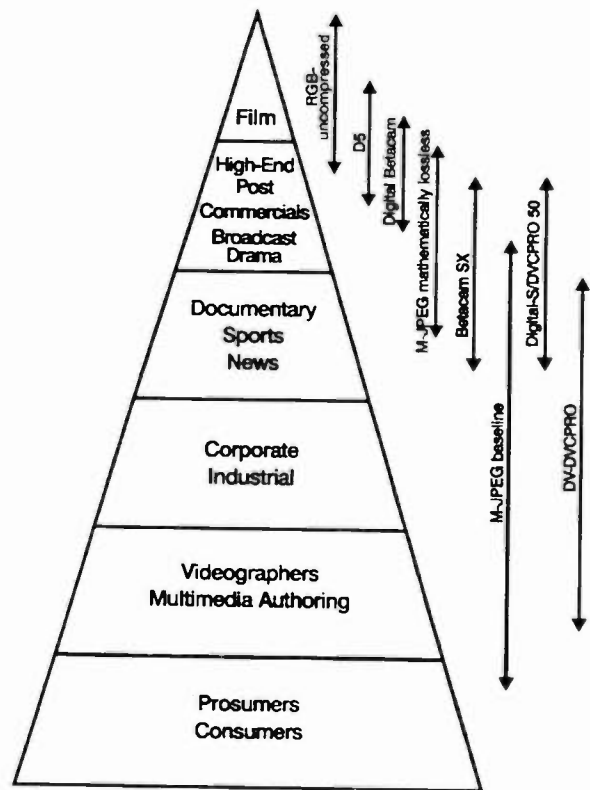 Film
High-End
Post
Commercials
Broadcast
Drama
Documentary
Sports
News
Corporate
Industrial
Videographers
Multimedia Authoring
Prosumers
Consumers
RGB-
uncompressed
D5
Digital Betacam
M-JPEG mathematically lossless
Betacam SX
M-JPEG baseline
Digital-S/DVCPRO 50
DV-DVCPRO